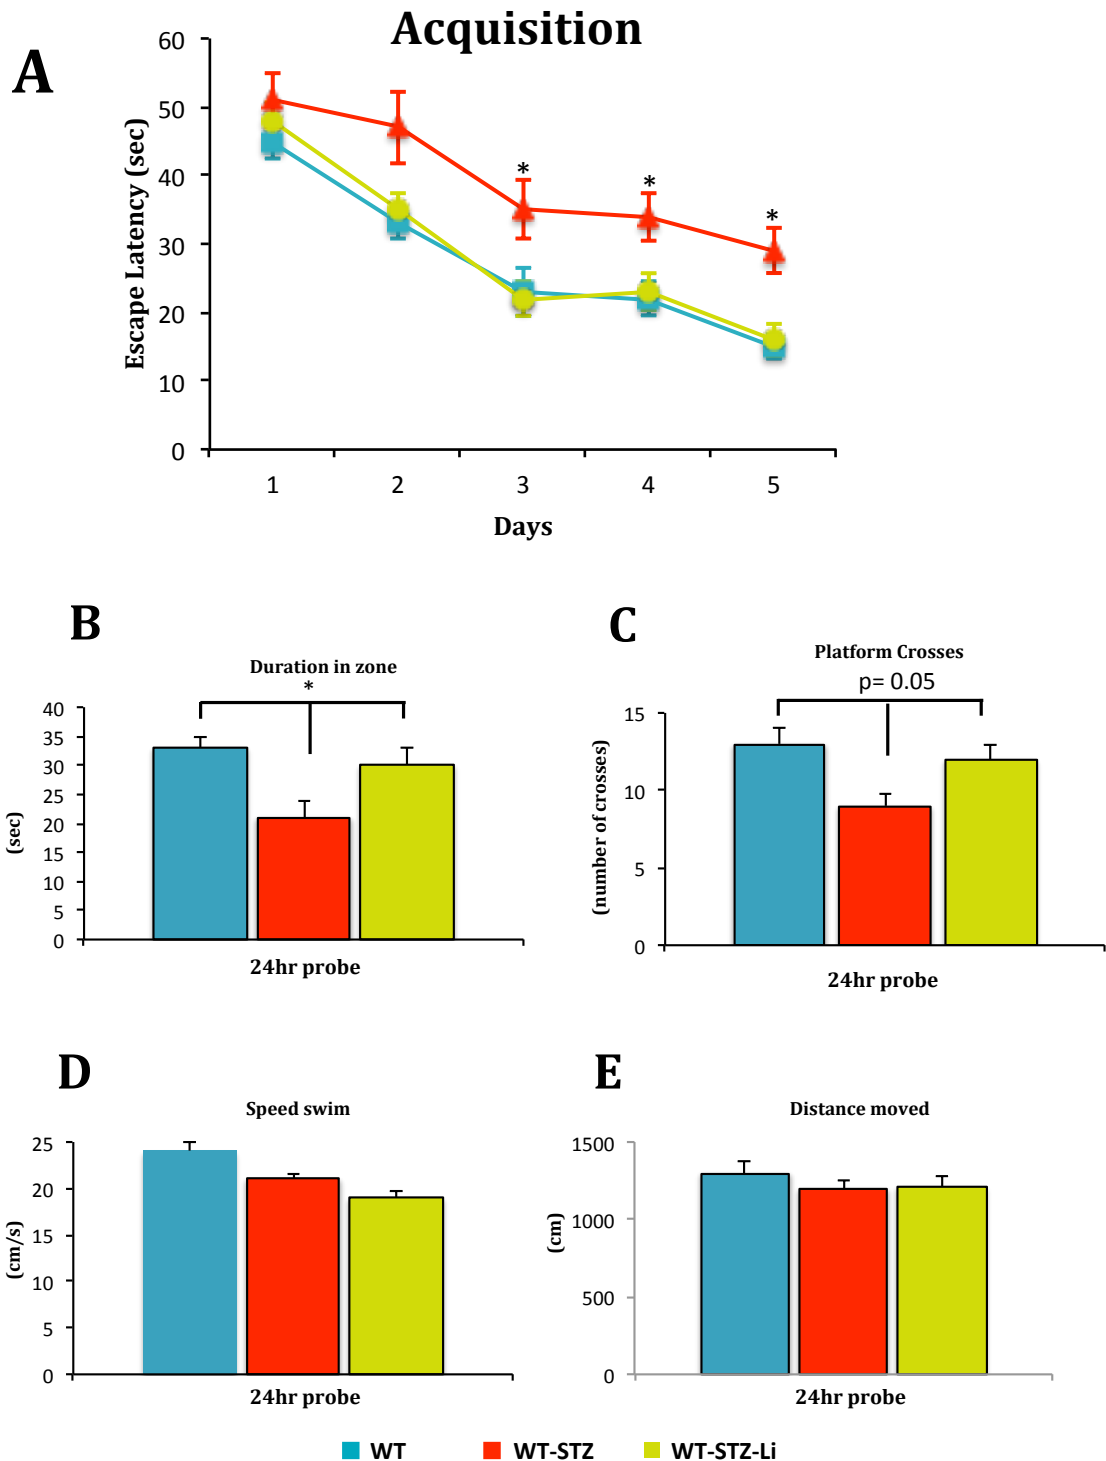 Acquisition
A
60
50
40
30
20
10
0
Escape Latency (sec)
*
*
*
1 2 3 4 5
Days
B
Duration in zone
*
40
35
30
25
20
15
10
5
0
(sec)
24hr probe
C
Platform Crosses
p= 0.05
15
10
5
0
(number of crosses)
24hr probe
D
Speed swim
25
20
15
10
5
0
(cm/s)
24hr probe
E
Distance moved
1500
1000
500
0
(cm)
24hr probe
WT WT-STZ WT-STZ-Li